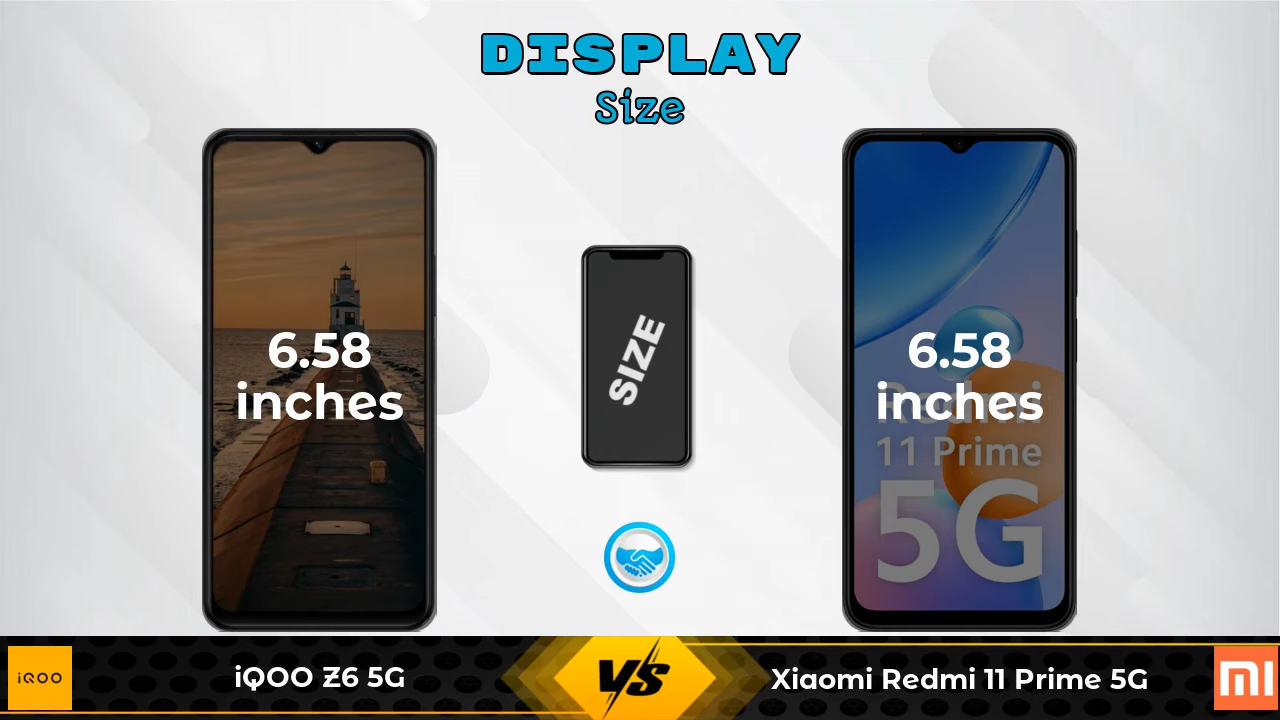 DISPLAY
Size
6.58
inches
SIZE
6.58
inches
Redmi
11 Prime
5G
iQOO
iQOO Z6 5G
VS
Xiaomi Redmi 11 Prime 5G
MI